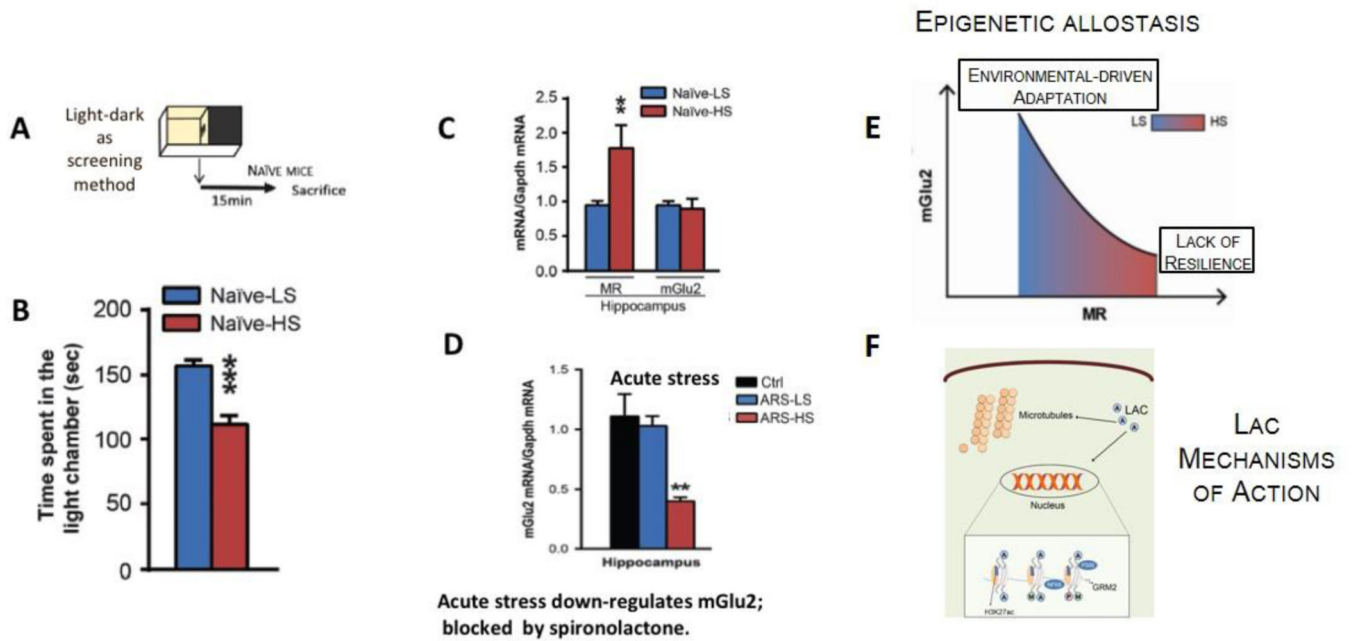 A
Light-dark
as
screening
method
NAÏVE MICE
15min
Sacrifice
B
Naïve-LS
Naïve-HS
Time spent in the
light chamber (sec)
200
150
100
50
0
***
C
Naïve-LS
Naïve-HS
mRNA/Gapdh mRNA
2.5
2.0
1.5
1.0
0.5
0.0
**
MR
mGlu2
Hippocampus
D
Acute stress
Ctrl
ARS-LS
ARS-HS
mGlu2 mRNA/Gapdh mRNA
1.5
1.0
0.5
0.0
**
Hippocampus
Acute stress down-regulates mGlu2;
blocked by spironolactone.
EPIGENETIC ALLOSTASIS
E
ENVIRONMENTAL-DRIVEN
ADAPTATION
LS
HS
mGlu2
LACK OF
RESILIENCE
MR
F
LAC
A
A
A
Microtubules
Nucleus
A
A
A
GRM2
H3K27ac
A
M
A
P
M
LAC
MECHANISMS
OF ACTION